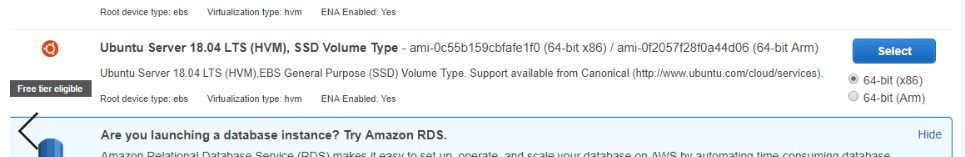 Root device type: ebs Virtualization type: hvm ENA Enabled: Yes
Ubuntu Server 18.04 LTS (HVM), SSD Volume Type - ami-0c55b159cbfafe1f0 (64-bit x86) / ami-0f2057f28f0a44d06 (64-bit Arm)
Select
Ubuntu Server 18.04 LTS (HVM),EBS General Purpose (SSD) Volume Type. Support available from Canonical (http://www.ubuntu.com/cloud/services).
64-bit (x86)
Free tier eligible
Root device type: ebs Virtualization type: hvm ENA Enabled: Yes
64-bit (Arm)
Are you launching a database instance? Try Amazon RDS.
Hide
Amazon Relational Database Service (RDS) makes it easy to set up, operate, and scale your database on AWS by automating time-consuming database